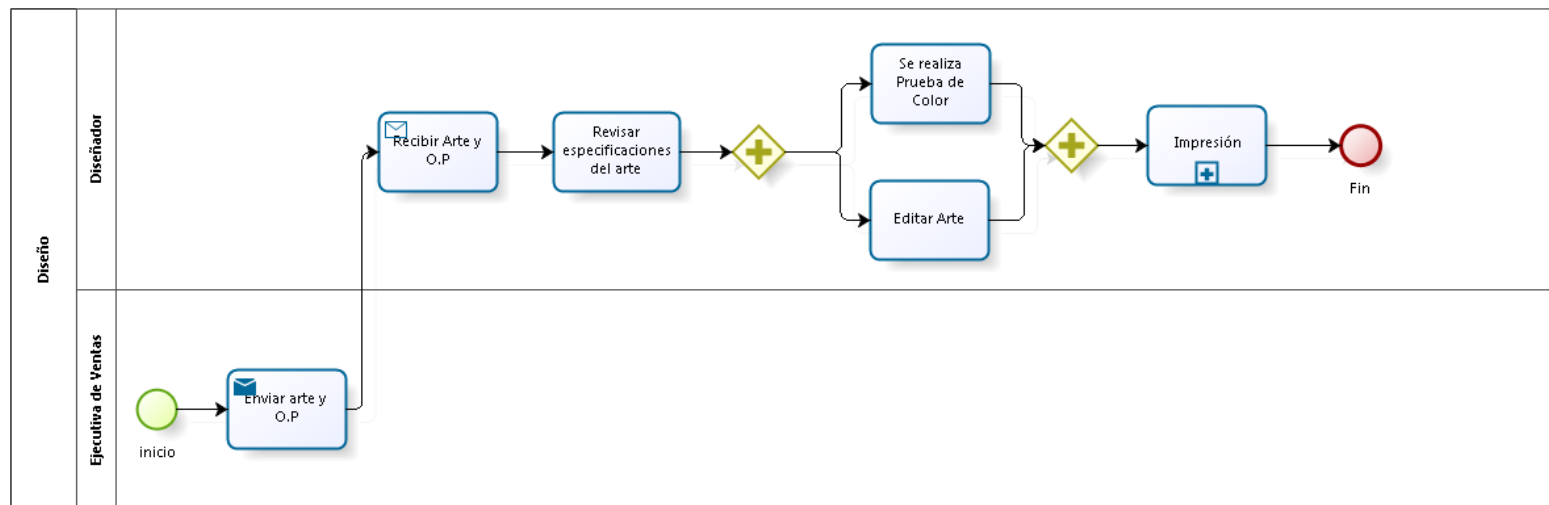 Diseño
Diseñador
Recibir Arte y
O.P
Revisar
especificaciones
del arte
Se realiza
Prueba de
Color
Editar Arte
Impresión
Fin
Ejecutiva de Ventas
inicio
Enviar arte y
O.P